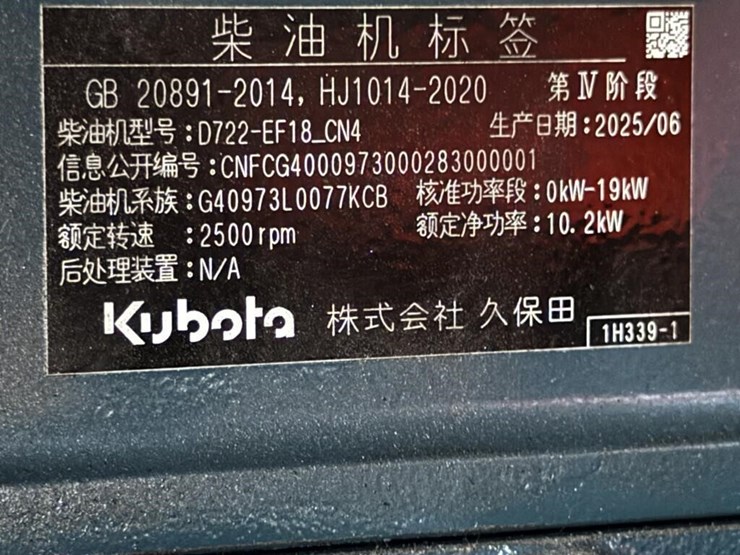 柴油机标签
GB 20891-2014, HJ1014-2020 第Ⅳ阶段
柴油机型号:D722-EF18_CN4 生产日期:2025/06
信息公开编号:CNFCG4000973000283000001
柴油机系族:G40973L0077KCB 核准功率段:0kW-19kW
额定转速 :2500rpm 额定净功率:10.2kW
后处理装置:N/A
Kubota 株式会社 久保田 1H339-1